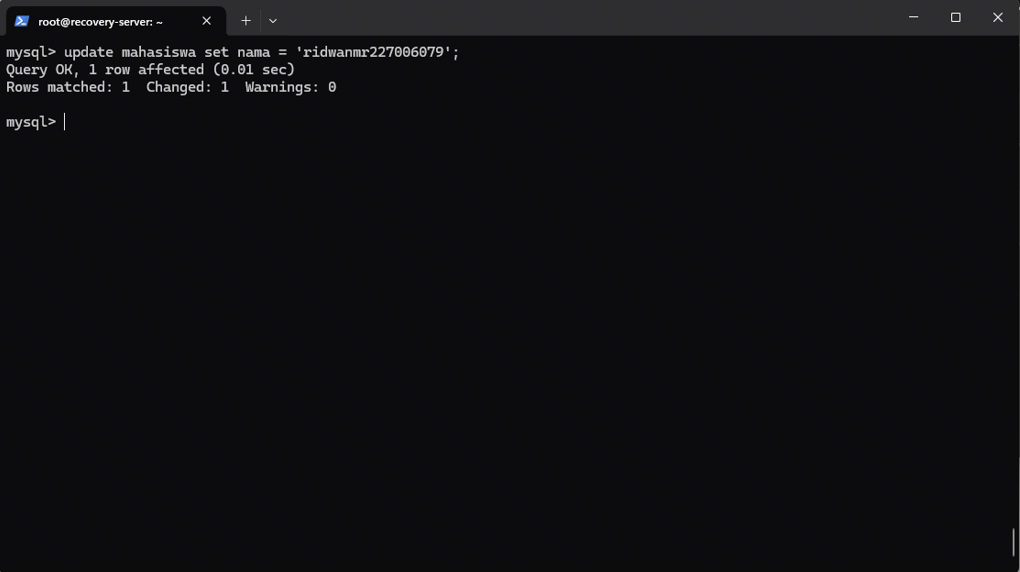 root@recovery-server: ~
mysql> update mahasiswa set nama = 'ridwanmr227006079';
Query OK, 1 row affected (0.01 sec)
Rows matched: 1  Changed: 1  Warnings: 0
mysql>